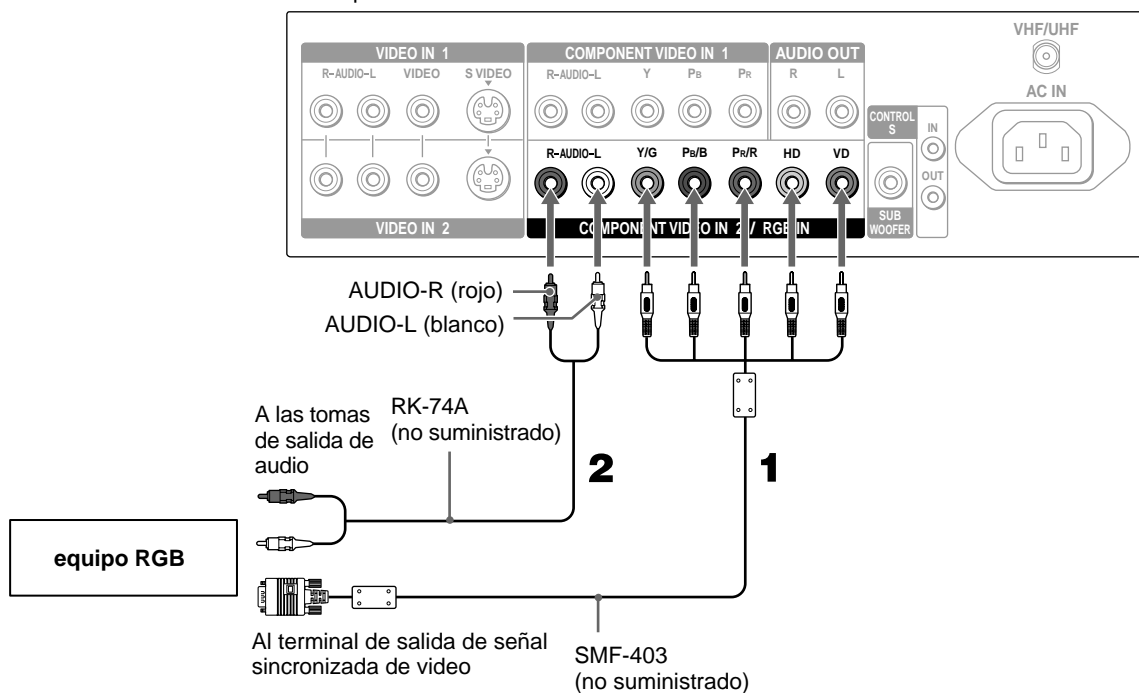 VHF/UHF
VIDEO IN 1
COMPONENT VIDEO IN 1
AUDIO OUT
R–AUDIO–L
VIDEO
S VIDEO
R–AUDIO–L
Y
PB
PR
R
L
AC IN
CONTROL
S
IN
R–AUDIO–L
Y/G
PB/B
PR/R
HD
VD
OUT
SUB
WOOFER
VIDEO IN 2
COMPONENT VIDEO IN 2 / RGB IN
AUDIO-R (rojo)
AUDIO-L (blanco)
A las tomas
de salida de
audio
RK-74A
(no suministrado)
2
1
equipo RGB
Al terminal de salida de señal
sincronizada de video
SMF-403
(no suministrado)